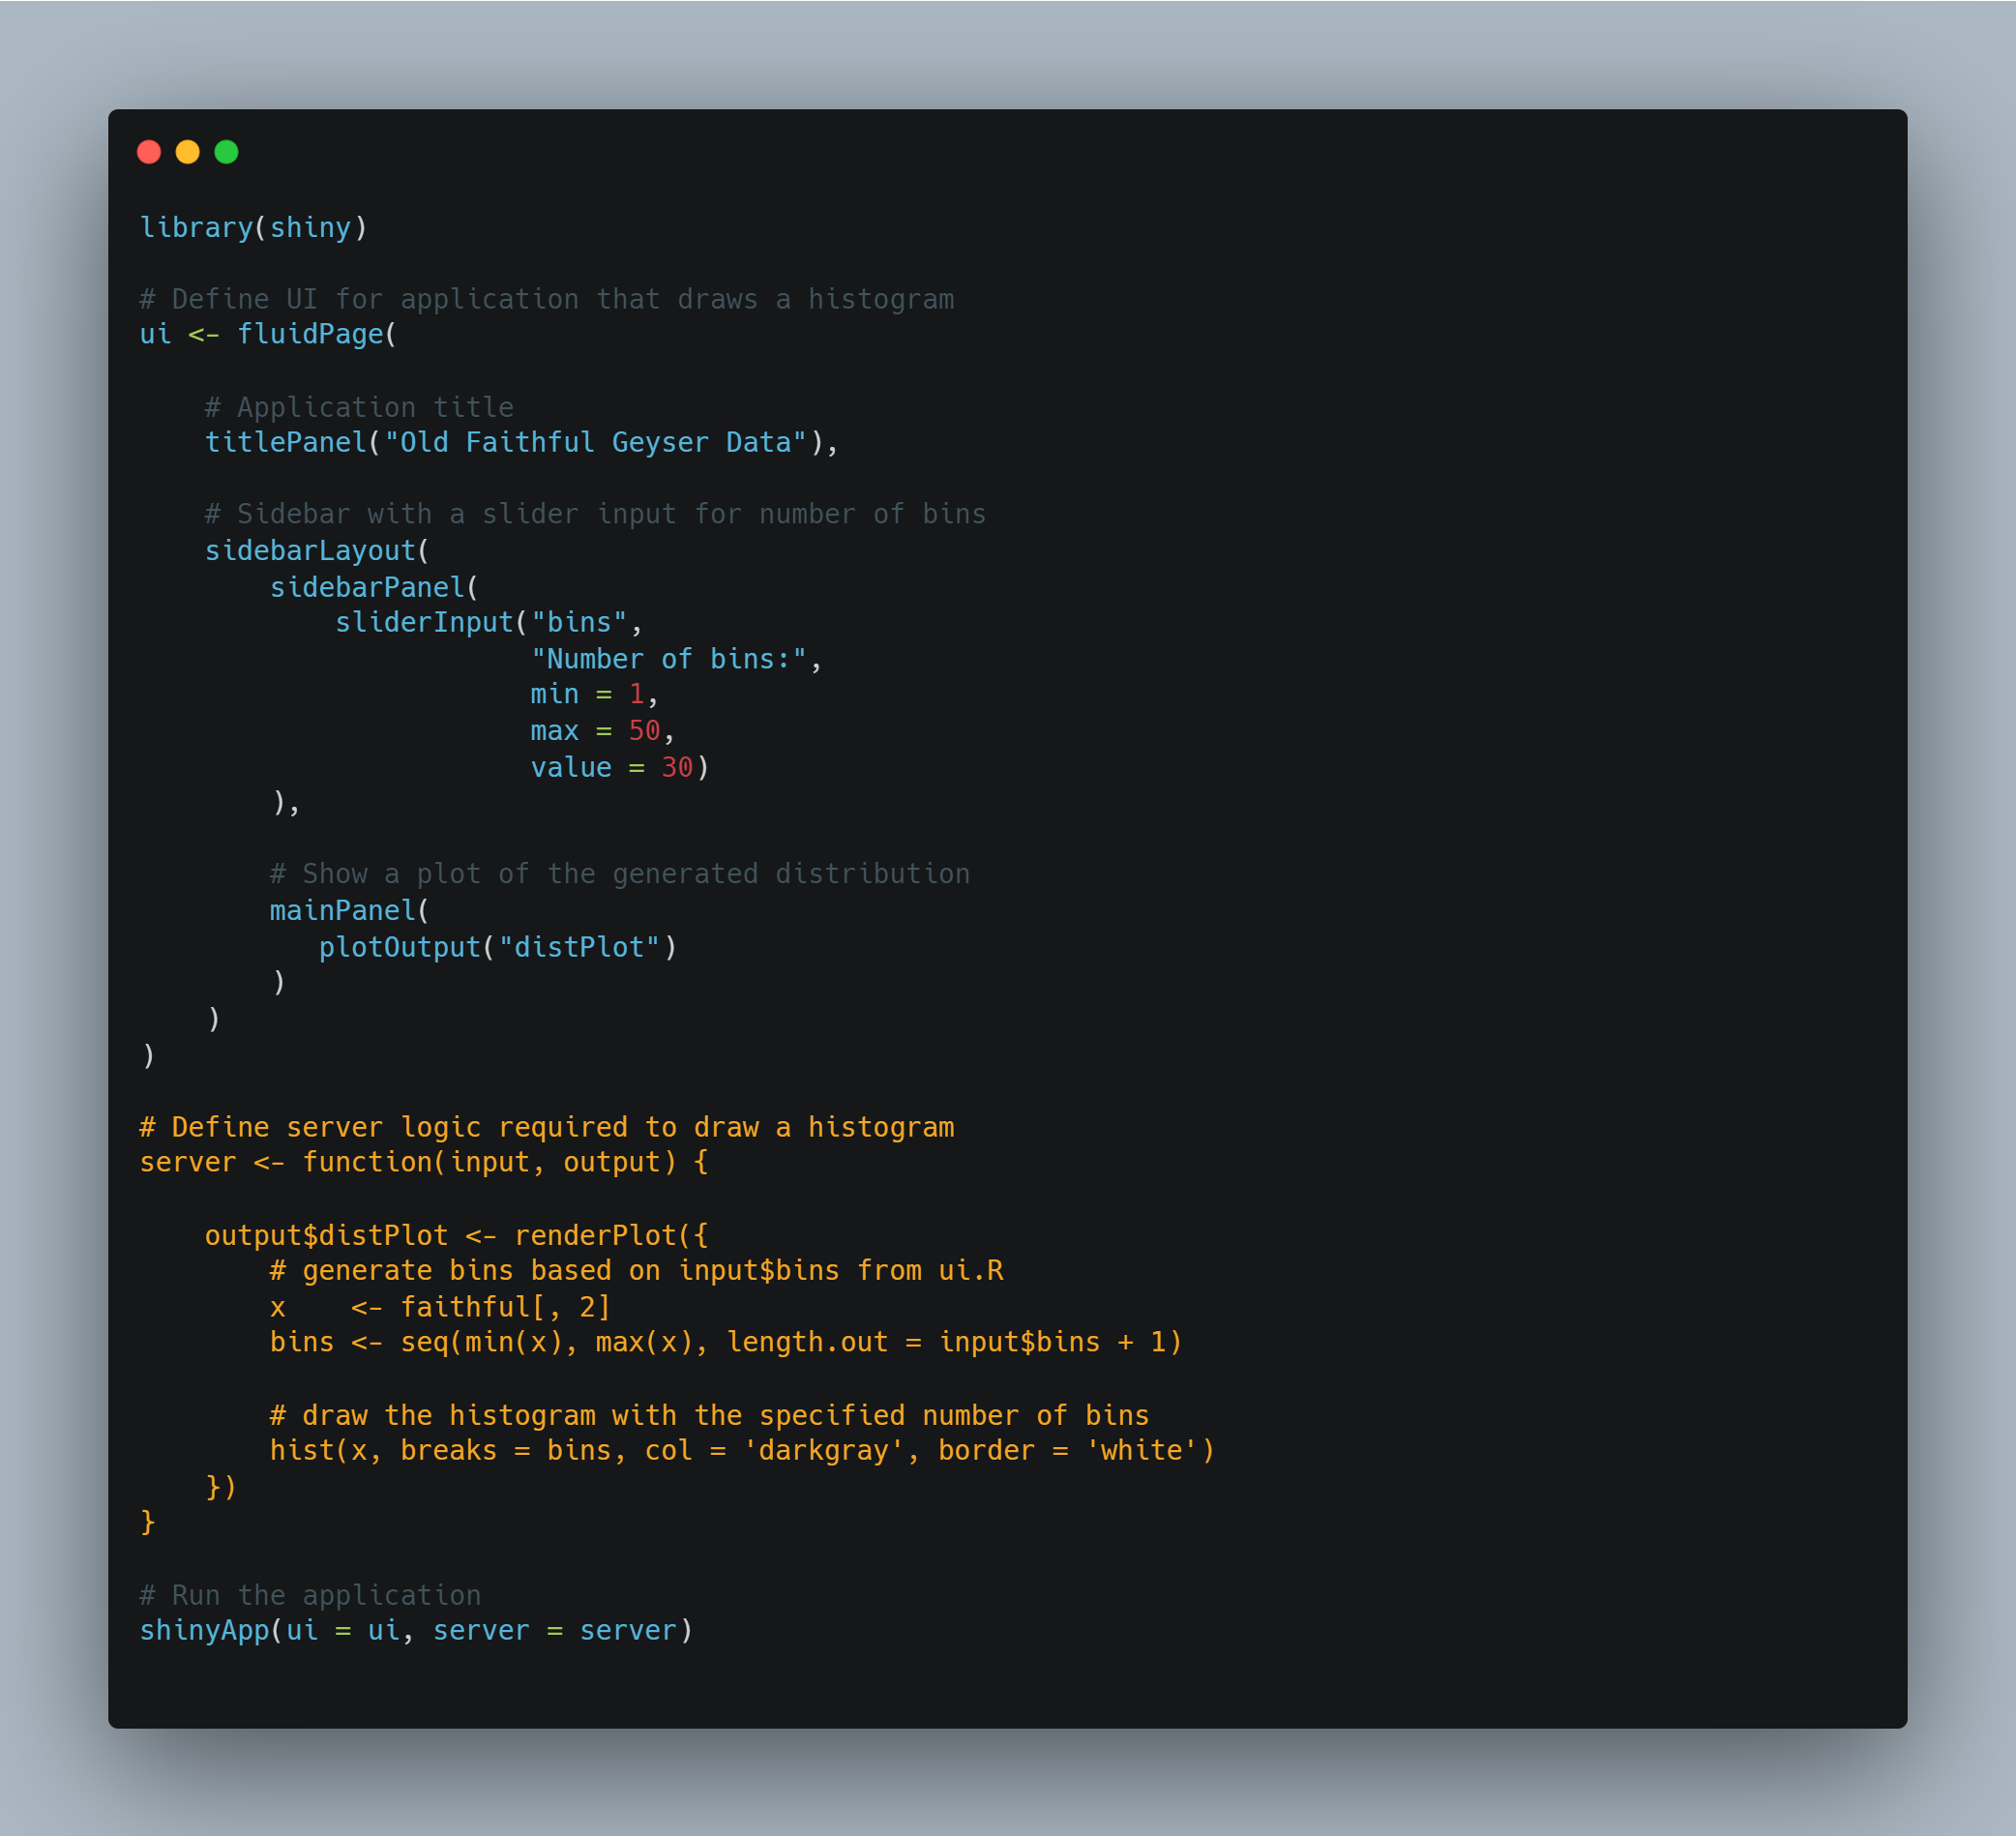 library(shiny)

# Define UI for application that draws a histogram
ui <- fluidPage(

    # Application title
    titlePanel("Old Faithful Geyser Data"),

    # Sidebar with a slider input for number of bins
    sidebarLayout(
        sidebarPanel(
            sliderInput("bins",
                        "Number of bins:",
                        min = 1,
                        max = 50,
                        value = 30)
        ),

        # Show a plot of the generated distribution
        mainPanel(
           plotOutput("distPlot")
        )
    )
)

# Define server logic required to draw a histogram
server <- function(input, output) {

    output$distPlot <- renderPlot({
        # generate bins based on input$bins from ui.R
        x    <- faithful[, 2]
        bins <- seq(min(x), max(x), length.out = input$bins + 1)

        # draw the histogram with the specified number of bins
        hist(x, breaks = bins, col = 'darkgray', border = 'white')
    })
}

# Run the application
shinyApp(ui = ui, server = server)